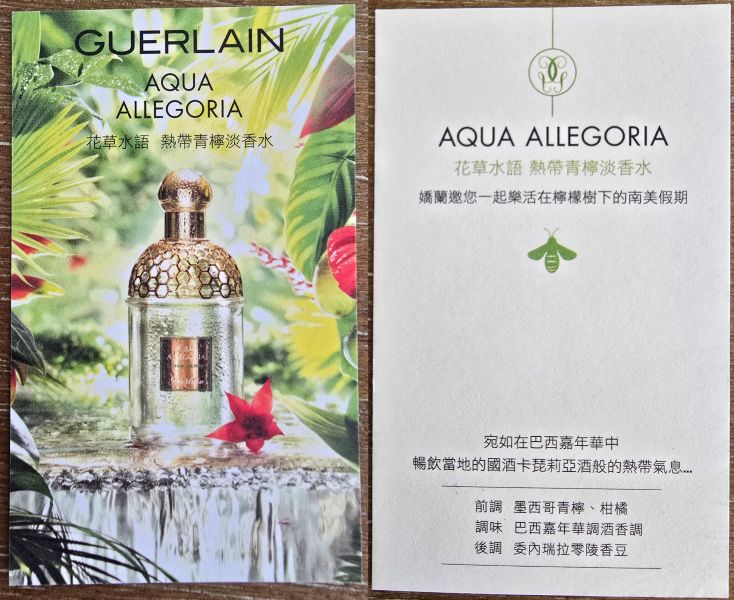 GUERLAIN
AQUA
ALLEGORIA
花草水語 熱帶青檸淡香水
AQUA
ALLEGORIA
Guerlain
AQUA ALLEGORIA
花草水語 熱帶青檸淡香水
嬌蘭邀您一起樂活在檸檬樹下的南美假期
宛如在巴西嘉年華中
暢飲當地的國酒卡琵莉亞酒般的熱帶氣息...
前調 墨西哥青檸、柑橘
調味 巴西嘉年華調酒香調
後調 委內瑞拉零陵香豆